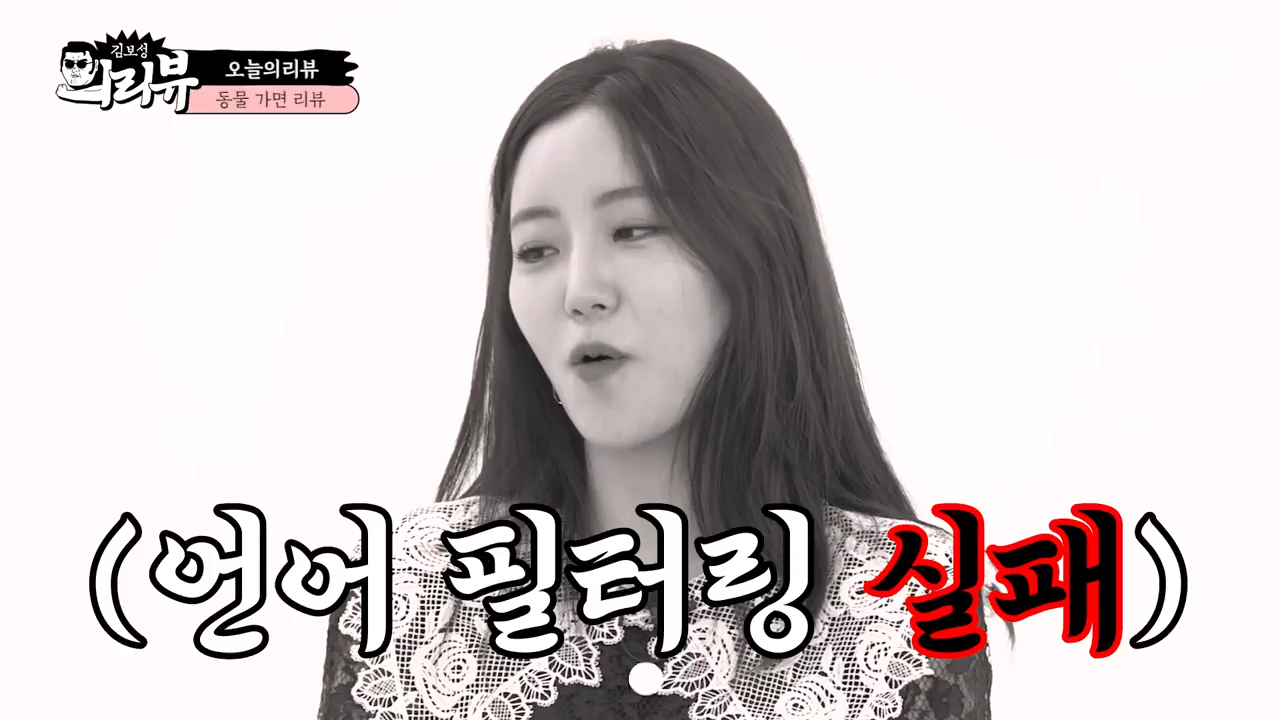 김보성
의리뷰
오늘의리뷰
동물 가면 리뷰
(언어 필터링 실패)